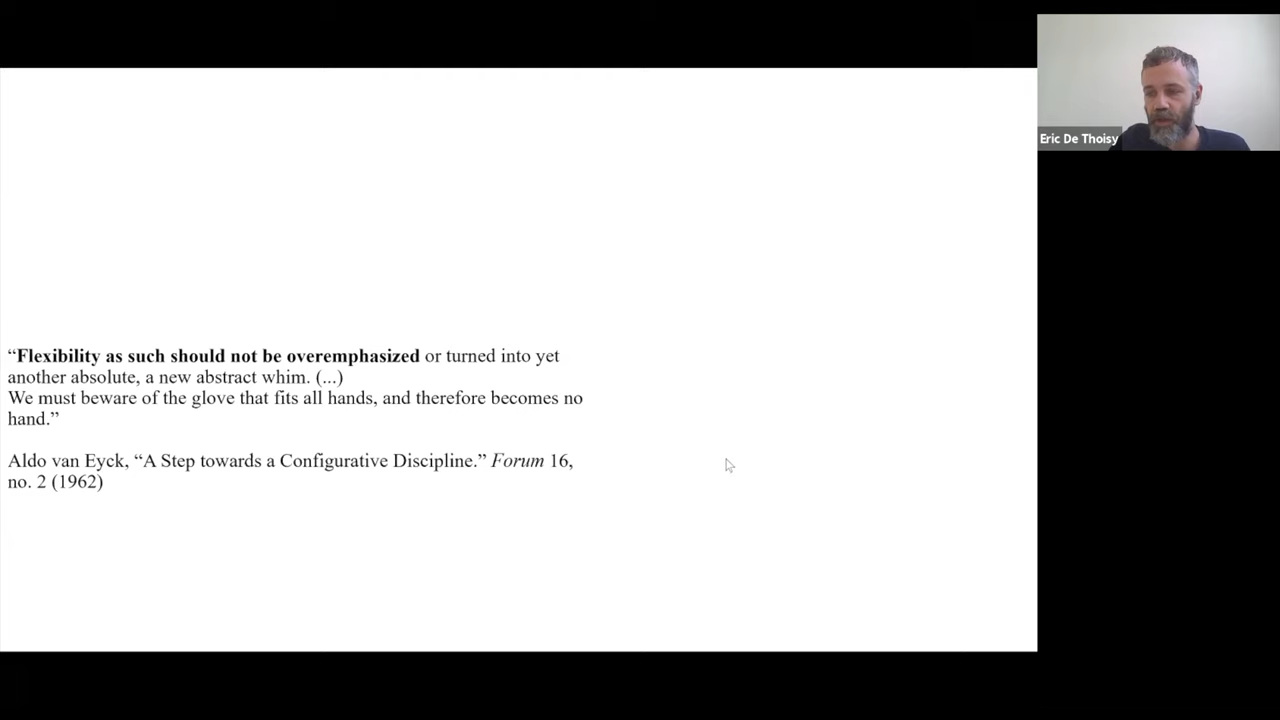 Eric De Thoisy
“Flexibility as such should not be overemphasized or turned into yet
another absolute, a new abstract whim. (...)
We must beware of the glove that fits all hands, and therefore becomes no
hand.”
Aldo van Eyck, “A Step towards a Configurative Discipline.” Forum 16,
no. 2 (1962)